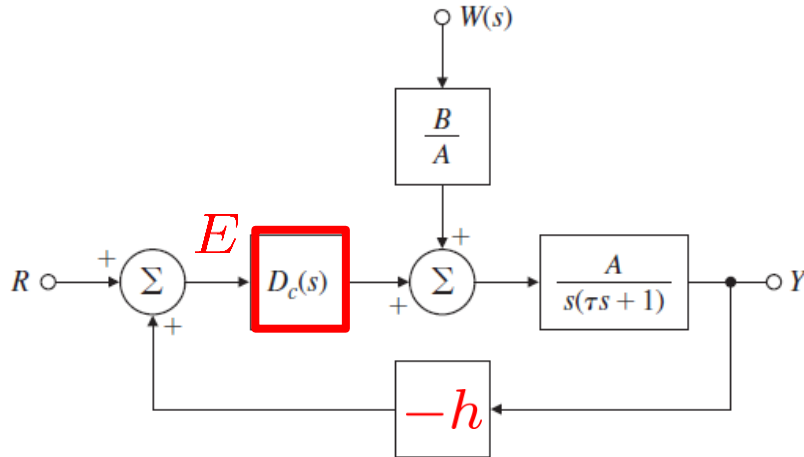 W(s)
B
A
+
E
R
+
Σ
D_c(s)
+
Σ
A
s(τs + 1)
Y
+
−h